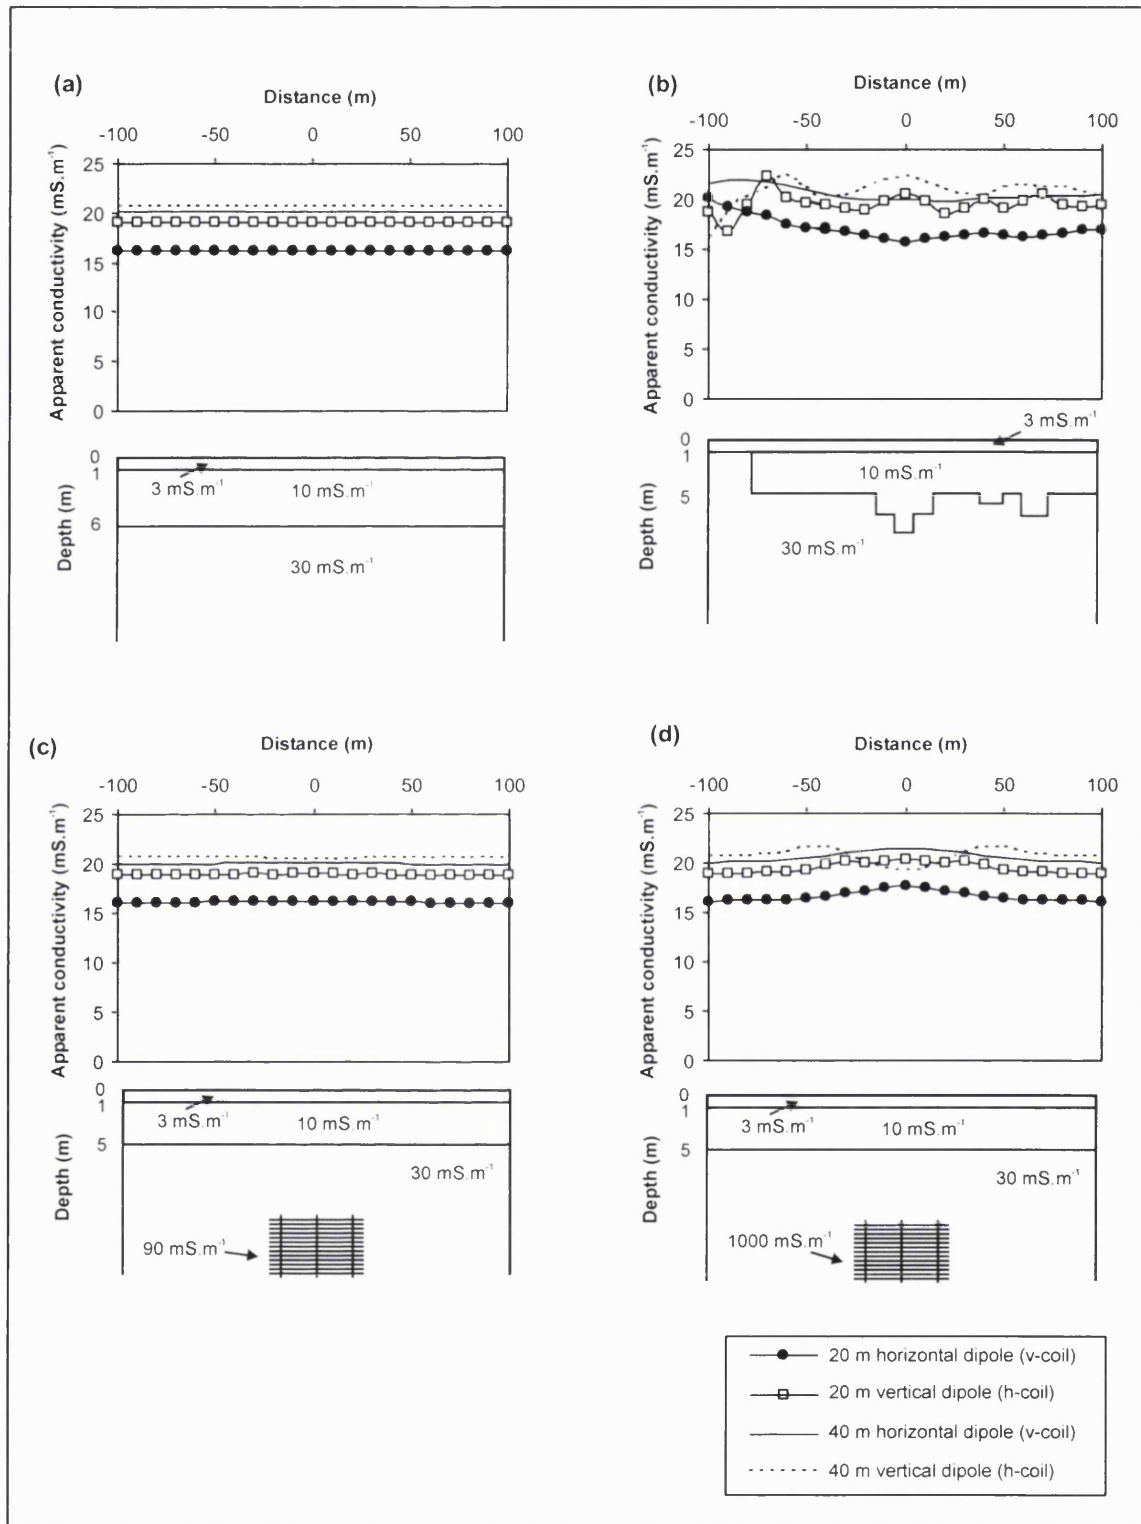 (a)
Distance (m)
-100 -50 0 50 100
Apparent conductivity (mS.m⁻¹)
25
20
15
10
5
0
Depth (m)
0
1
6
3 mS.m⁻¹
10 mS.m⁻¹
30 mS.m⁻¹
(b)
Distance (m)
-100 -50 0 50 100
Apparent conductivity (mS.m⁻¹)
25
20
15
10
5
0
3 mS.m⁻¹
Depth (m)
0
1
5
10 mS.m⁻¹
30 mS.m⁻¹
(c)
Distance (m)
-100 -50 0 50 100
Apparent conductivity (mS.m⁻¹)
25
20
15
10
5
0
Depth (m)
0
1
5
3 mS.m⁻¹
10 mS.m⁻¹
30 mS.m⁻¹
90 mS.m⁻¹
(d)
Distance (m)
-100 -50 0 50 100
Apparent conductivity (mS.m⁻¹)
25
20
15
10
5
0
Depth (m)
0
1
5
3 mS.m⁻¹
10 mS.m⁻¹
30 mS.m⁻¹
1000 mS.m⁻¹
20 m horizontal dipole (v-coil)
20 m vertical dipole (h-coil)
40 m horizontal dipole (v-coil)
40 m vertical dipole (h-coil)